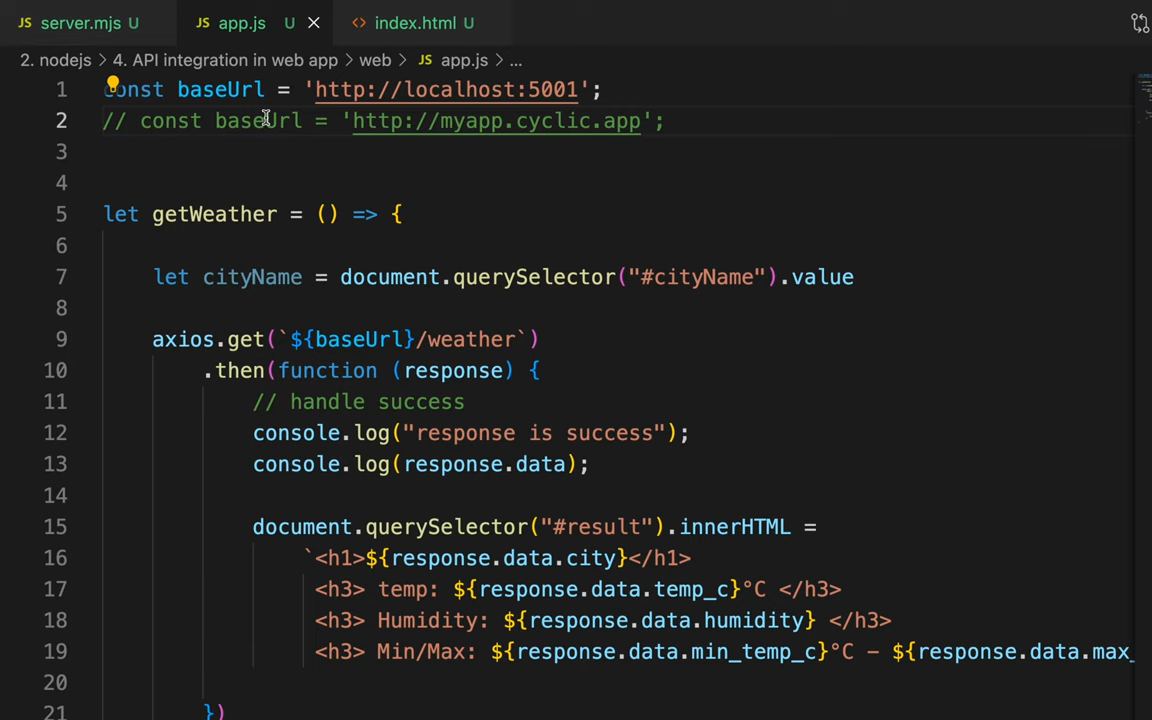 JS server.mjs U JS app.js U index.html U
2. nodejs > 4. API integration in web app > web > JS app.js > ...
1 const baseUrl = 'http://localhost:5001';
2 // const baseUrl = 'http://myapp.cyclic.app';
3
4
5 let getWeather = () => {
6
7 let cityName = document.querySelector("#cityName").value
8
9 axios.get(`${baseUrl}/weather`)
10 .then(function (response) {
11 // handle success
12 console.log("response is success");
13 console.log(response.data);
14
15 document.querySelector("#result").innerHTML =
16 `<h1>${response.data.city}</h1>
17 <h3> temp: ${response.data.temp_c}°C </h3>
18 <h3> Humidity: ${response.data.humidity} </h3>
19 <h3> Min/Max: ${response.data.min_temp_c}°C - ${response.data.max_
20
21 })